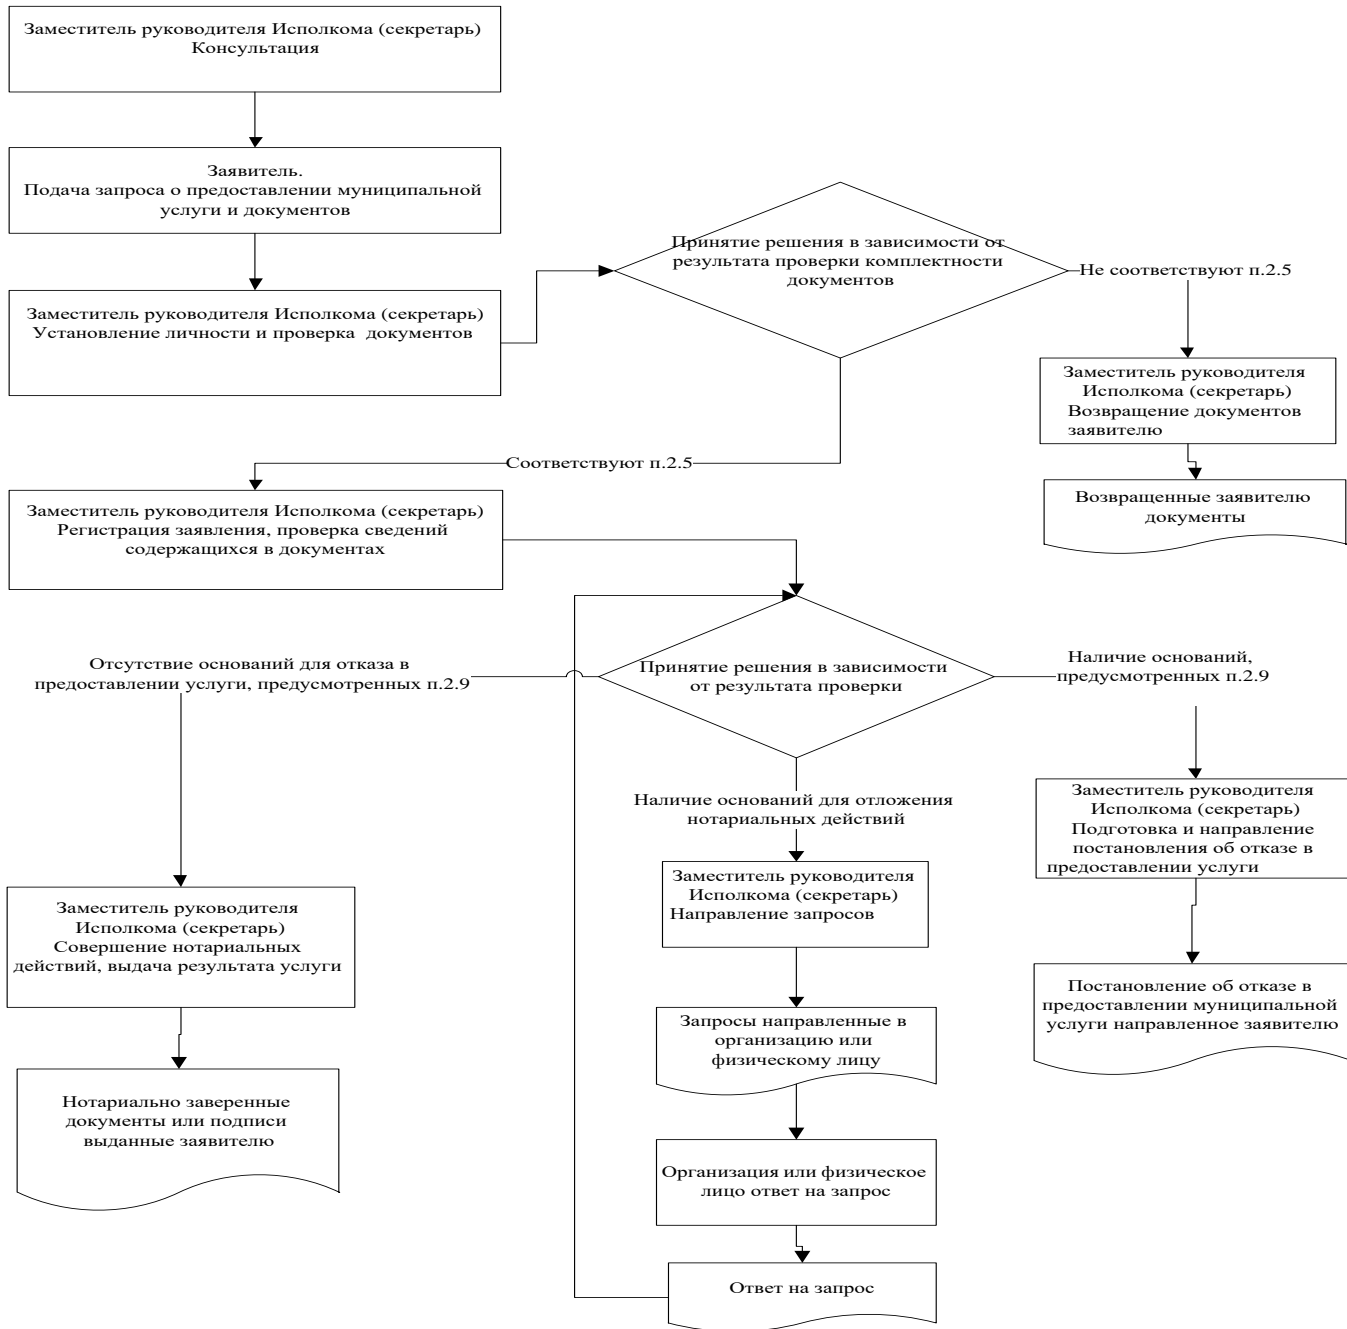 Заместитель руководителя Исполкома (секретарь)
Консультация
Заявитель.
Подача запроса о предоставлении муниципальной
услуги и документов
Заместитель руководителя Исполкома (секретарь)
Установление личности и проверка документов
Принятие решения в зависимости от
результата проверки комплектности
документов
Не соответствуют п.2.5
Заместитель руководителя
Исполкома (секретарь)
Возвращение документов
заявителю
Возвращенные заявителю
документы
Соответствуют п.2.5
Заместитель руководителя Исполкома (секретарь)
Регистрация заявления, проверка сведений
содержащихся в документах
Принятие решения в зависимости
от результата проверки
Отсутствие оснований для отказа в
предоставлении услуги, предусмотренных п.2.9
Наличие оснований,
предусмотренных п.2.9
Наличие оснований для отложения
нотариальных действий
Заместитель руководителя
Исполкома (секретарь)
Подготовка и направление
постановления об отказе в
предоставлении услуги
Заместитель руководителя
Исполкома (секретарь)
Направление запросов
Заместитель руководителя
Исполкома (секретарь)
Совершение нотариальных
действий, выдача результата услуги
Постановление об отказе в
предоставлении муниципальной
услуги направленное заявителю
Запросы направленные в
организацию или
физическому лицу
Нотариально заверенные
документы или подписи
выданные заявителю
Организация или физическое
лицо ответ на запрос
Ответ на запрос